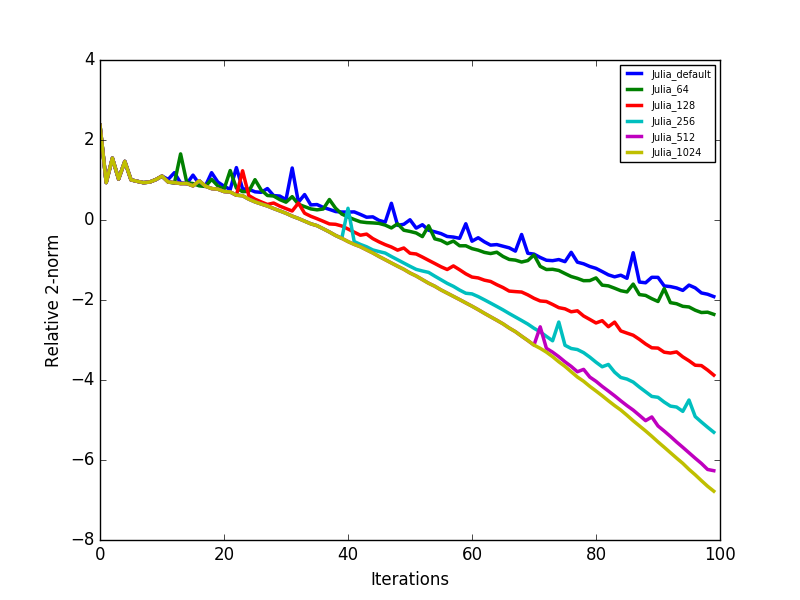 4
2
0
−2
−4
−6
−8
0 20 40 60 80 100
Relative 2-norm
Iterations
Julia_default
Julia_64
Julia_128
Julia_256
Julia_512
Julia_1024